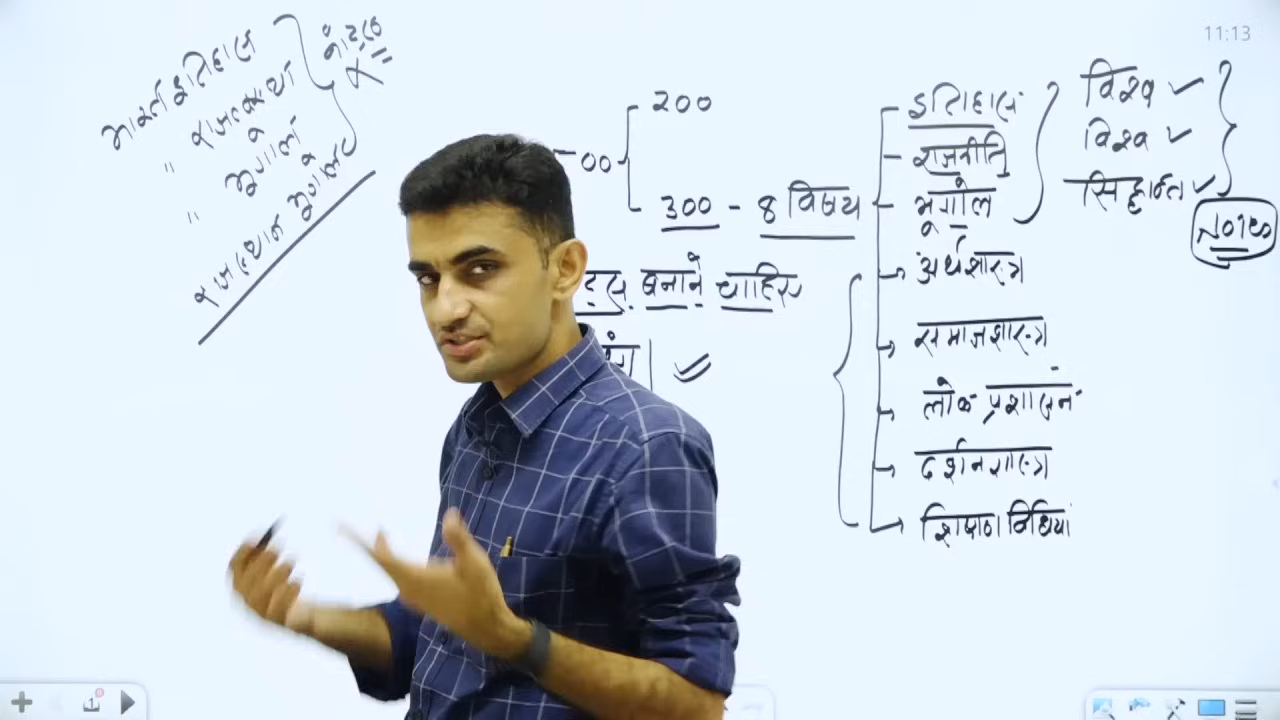 11:13
भारत इतिहास
" राजव्यवस्था
भूगोल
" 
राजस्थान भूगोल
नोट्स
200
00
300 - 8 विषय
इतिहास
राजनीति
भूगोल
अर्थशास्त्र
समाजशास्त्र
लोक प्रशासन
दर्शनशास्त्र
शिक्षण विधियां
विश्व ✓
विश्व ✓
सिद्धान्त ✓
Notes
ट्स बनाने चाहिए